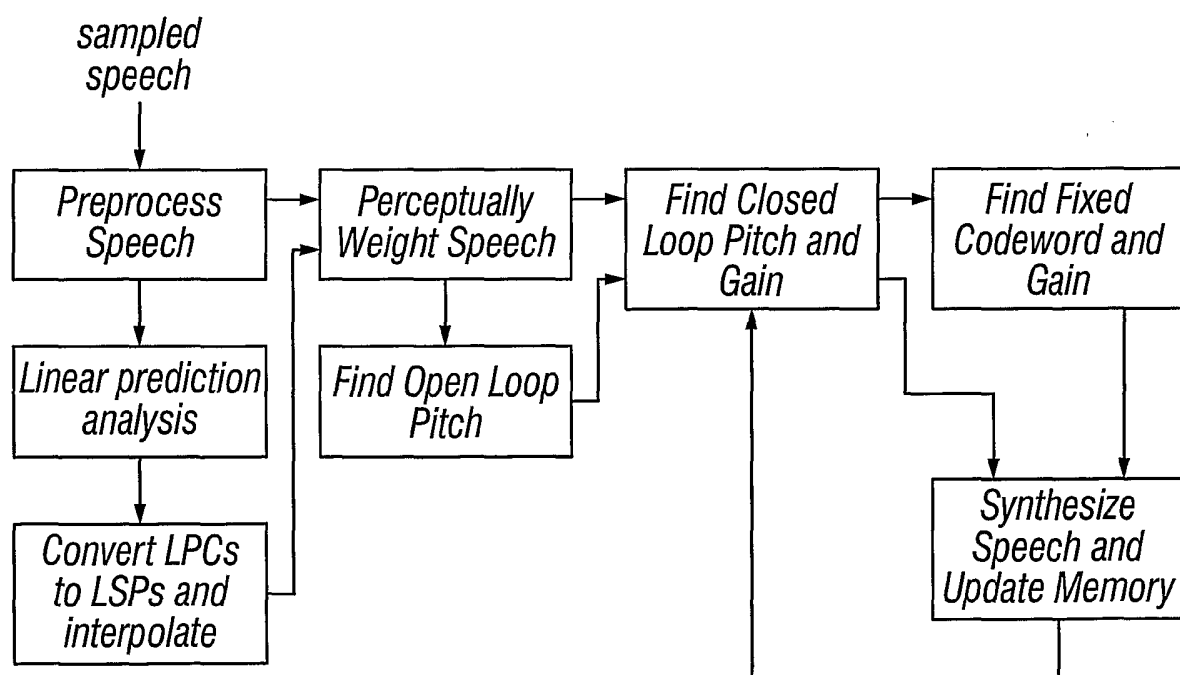 sampled
speech
Preprocess
Speech
Perceptually
Weight Speech
Find Closed
Loop Pitch and
Gain
Find Fixed
Codeword and
Gain
Linear prediction
analysis
Find Open Loop
Pitch
Convert LPCs
to LSPs and
interpolate
Synthesize
Speech and
Update Memory